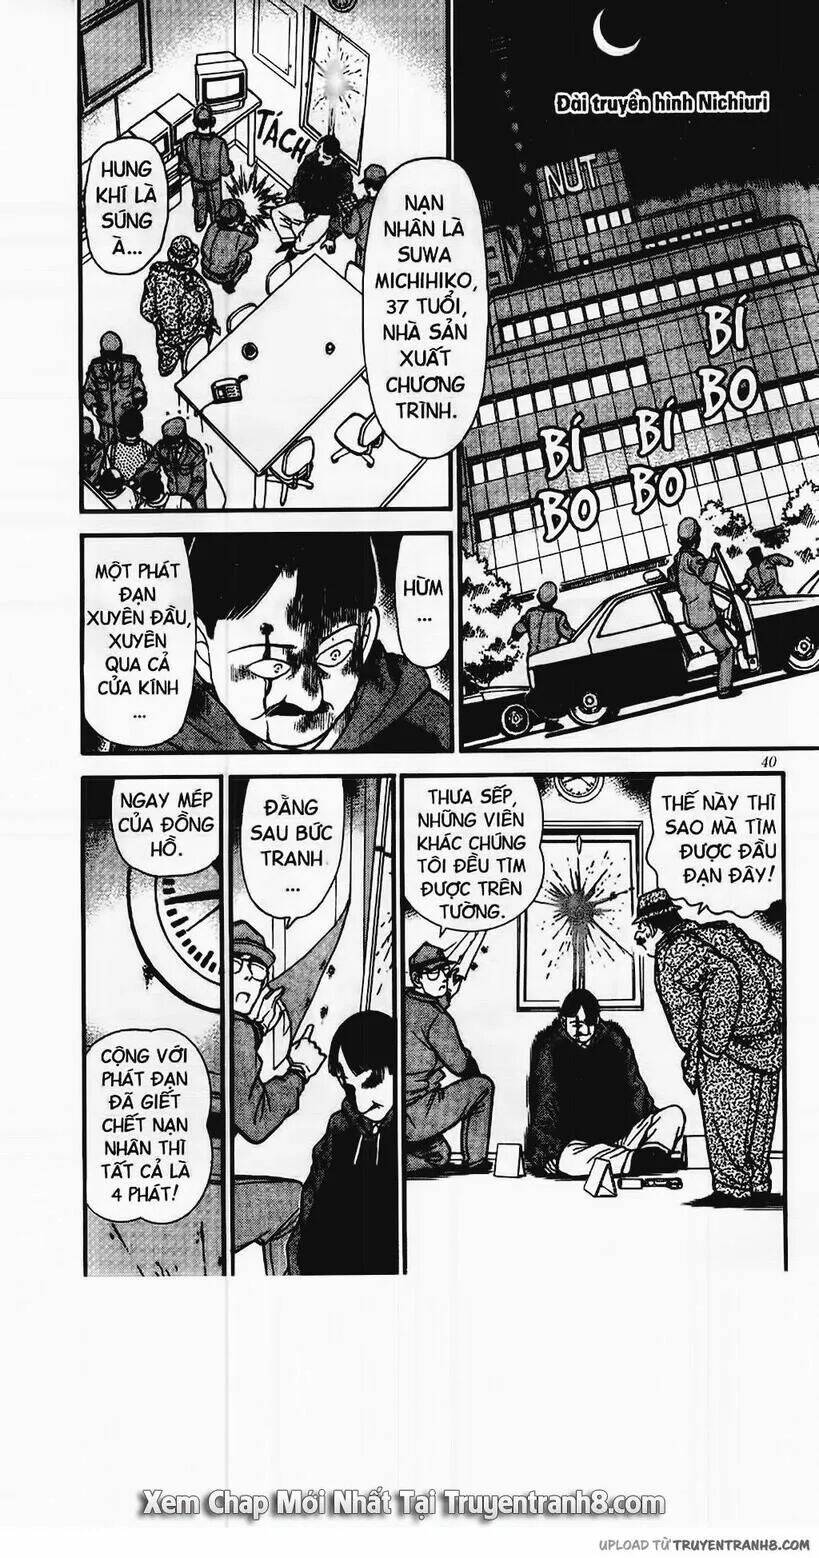 Đài truyền hình Nichiuri
NUT
BÍ
BO
BÍ
BO
BÍ
BO
NẠN
NHÂN LÀ
SUWA
MICHIHIKO,
37 TUỔI,
NHÀ SẢN
XUẤT
CHƯƠNG
TRÌNH.
TÁCH
HUNG
KHÍ LÀ
SÚNG
À...
HỪM
...
MỘT PHÁT
ĐẠN
XUYÊN ĐẦU,
XUYÊN
QUA CẢ
CỬA KÍNH
...
40
THẾ NÀY THÌ
SAO MÀ TÌM
ĐƯỢC ĐẦU
ĐẠN ĐÂY!
THƯA SẾP,
NHỮNG VIÊN
KHÁC CHÚNG
TÔI ĐỀU TÌM
ĐƯỢC TRÊN
TƯỜNG.
ĐẰNG
SAU BỨC
TRANH
...
NGAY MÉP
CỦA ĐỒNG
HỒ.
CỘNG VỚI
PHÁT ĐẠN
ĐÃ GIẾT
CHẾT NẠN
NHÂN THÌ
TẤT CẢ LÀ
4 PHÁT!
Xem Chap Mới Nhất Tại Truyentranh8.com
UPLOAD TỪ TRUYENTRANH8.COM